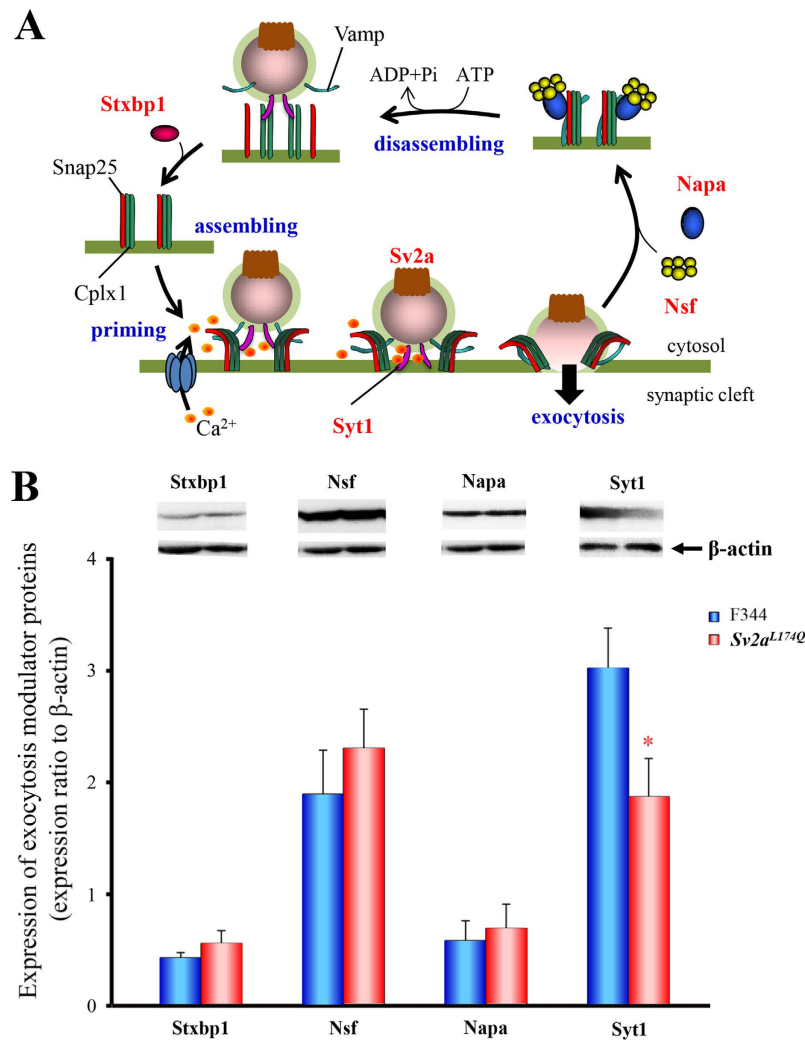 A
Vamp
ADP+Pi
ATP
Stxbp1
disassembling
Snap25
Napa
assembling
Sv2a
Cplx1
Nsf
priming
cytosol
synaptic cleft
Ca²⁺
Syt1
exocytosis
B
Stxbp1
Nsf
Napa
Syt1
β-actin
F344
Sv2a^L174Q
Expression of exocytosis modulator proteins
(expression ratio to β-actin)
4
3
2
1
0
*
Stxbp1
Nsf
Napa
Syt1